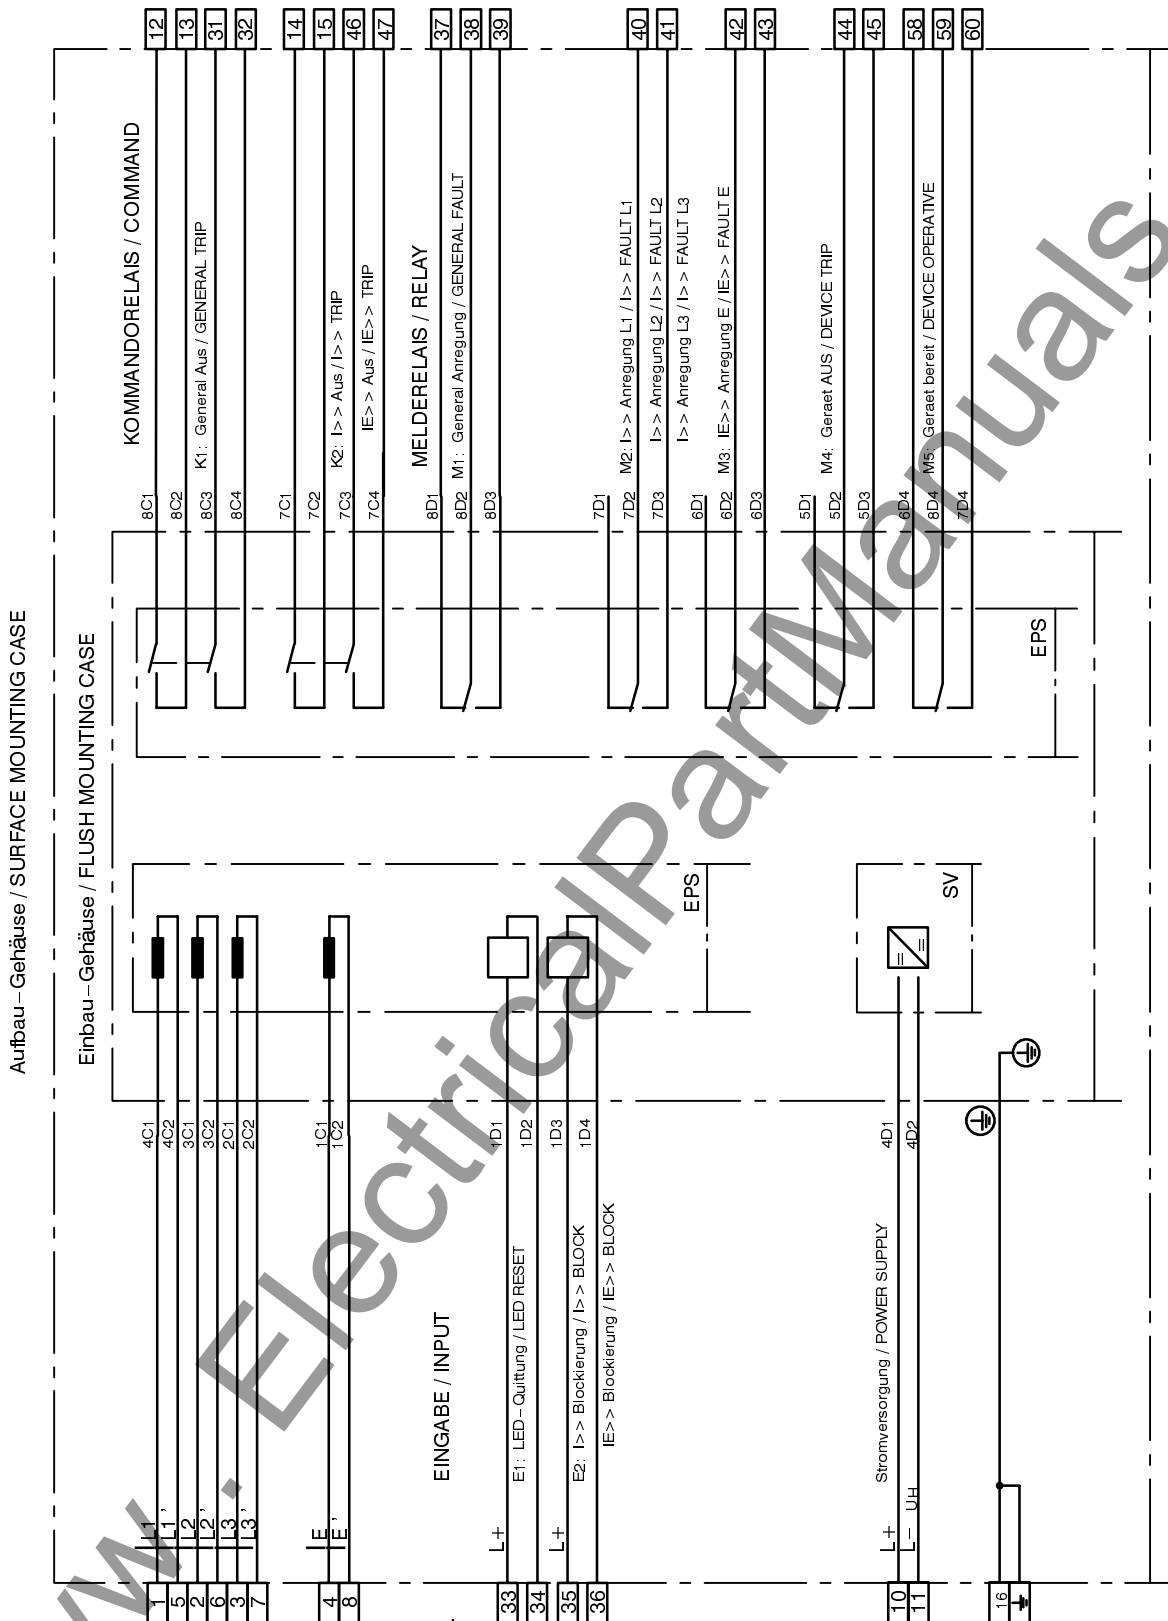 Aufbau-Gehäuse / SURFACE MOUNTING CASE
Einbau-Gehäuse / FLUSH MOUNTING CASE
KOMMANDORELAIS / COMMAND
8C1
12
8C2
13
K1: General Aus / GENERAL TRIP
8C3
31
8C4
32
7C1
14
7C2
15
K2: I>> Aus / I>> TRIP
7C3
46
IE>> Aus / IE>> TRIP
7C4
47
MELDERELAIS / RELAY
8D1
37
M1: General Anregung / GENERAL FAULT
8D2
38
8D3
39
7D1
M2: I>> Anregung L1 / I>> FAULT L1
7D2
40
I>> Anregung L2 / I>> FAULT L2
7D3
41
I>> Anregung L3 / I>> FAULT L3
6D1
M3: IE>> Anregung E / IE>> FAULT E
6D2
42
6D3
43
5D1
M4: Geraet AUS / DEVICE TRIP
5D2
44
5D3
45
6D4
58
M5: Geraet bereit / DEVICE OPERATIVE
8D4
59
7D4
60
EPS
1
L1
4C1
5
L1'
4C2
2
L2
3C1
6
L2'
3C2
3
L3
2C1
7
L3'
2C2
4
E
1C1
8
E'
1C2
EINGABE / INPUT
33
L+
1D1
E1: LED-Quittung / LED RESET
34
1D2
35
L+
1D3
E2: I>> Blockierung / I>> BLOCK
36
1D4
IE>> Blockierung / IE>> BLOCK
EPS
Stromversorgung / POWER SUPPLY
10
L+
4D1
11
L-
UH
4D2
SV
16
www.ElectricalPartManuals